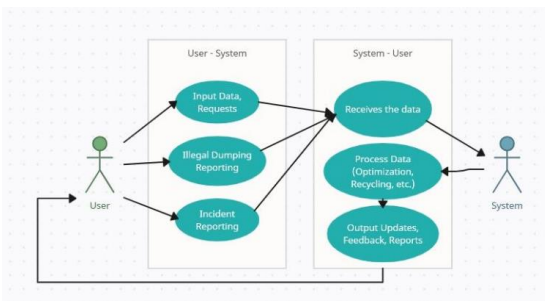 User - System
System - User
Input Data,
Requests
Receives the data
Illegal Dumping
Reporting
Process Data
(Optimization,
Recycling, etc.)
User
System
Incident
Reporting
Output Updates,
Feedback, Reports